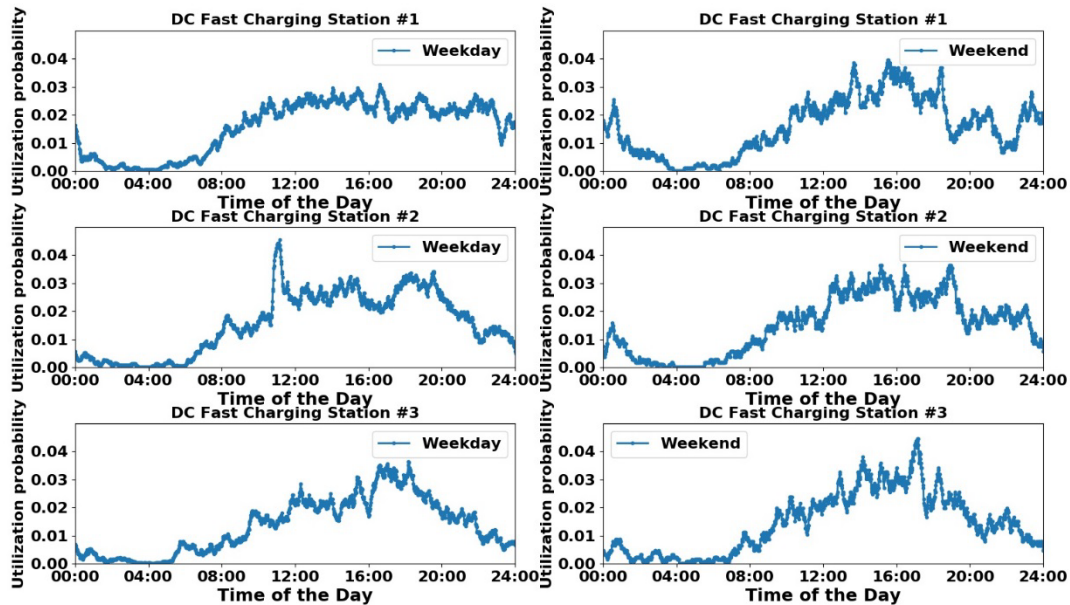 DC Fast Charging Station #1
Utilization probability
0.04
0.03
0.02
0.01
0.00
Weekday
00:00 04:00 08:00 12:00 16:00 20:00 24:00
Time of the Day
DC Fast Charging Station #1
Utilization probability
0.04
0.03
0.02
0.01
0.00
Weekend
00:00 04:00 08:00 12:00 16:00 20:00 24:00
Time of the Day
DC Fast Charging Station #2
Utilization probability
0.04
0.03
0.02
0.01
0.00
Weekday
00:00 04:00 08:00 12:00 16:00 20:00 24:00
Time of the Day
DC Fast Charging Station #2
Utilization probability
0.04
0.03
0.02
0.01
0.00
Weekend
00:00 04:00 08:00 12:00 16:00 20:00 24:00
Time of the Day
DC Fast Charging Station #3
Utilization probability
0.04
0.03
0.02
0.01
0.00
Weekday
00:00 04:00 08:00 12:00 16:00 20:00 24:00
Time of the Day
DC Fast Charging Station #3
Utilization probability
0.04
0.03
0.02
0.01
0.00
Weekend
00:00 04:00 08:00 12:00 16:00 20:00 24:00
Time of the Day